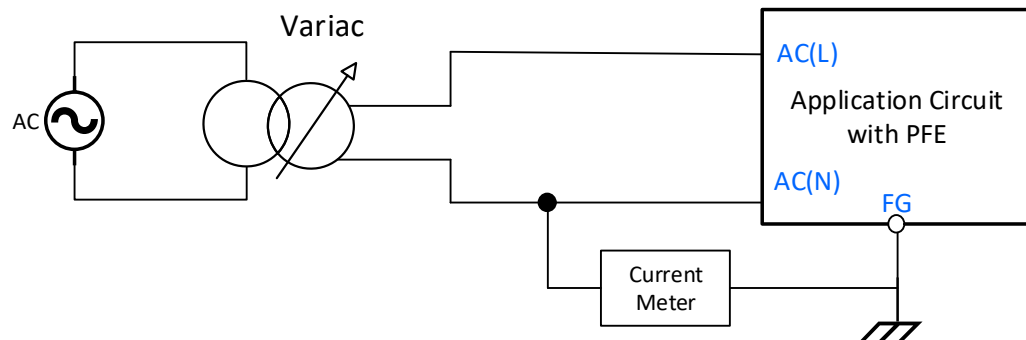 Variac
AC
AC(L)
Application Circuit
with PFE
AC(N)
FG
Current
Meter